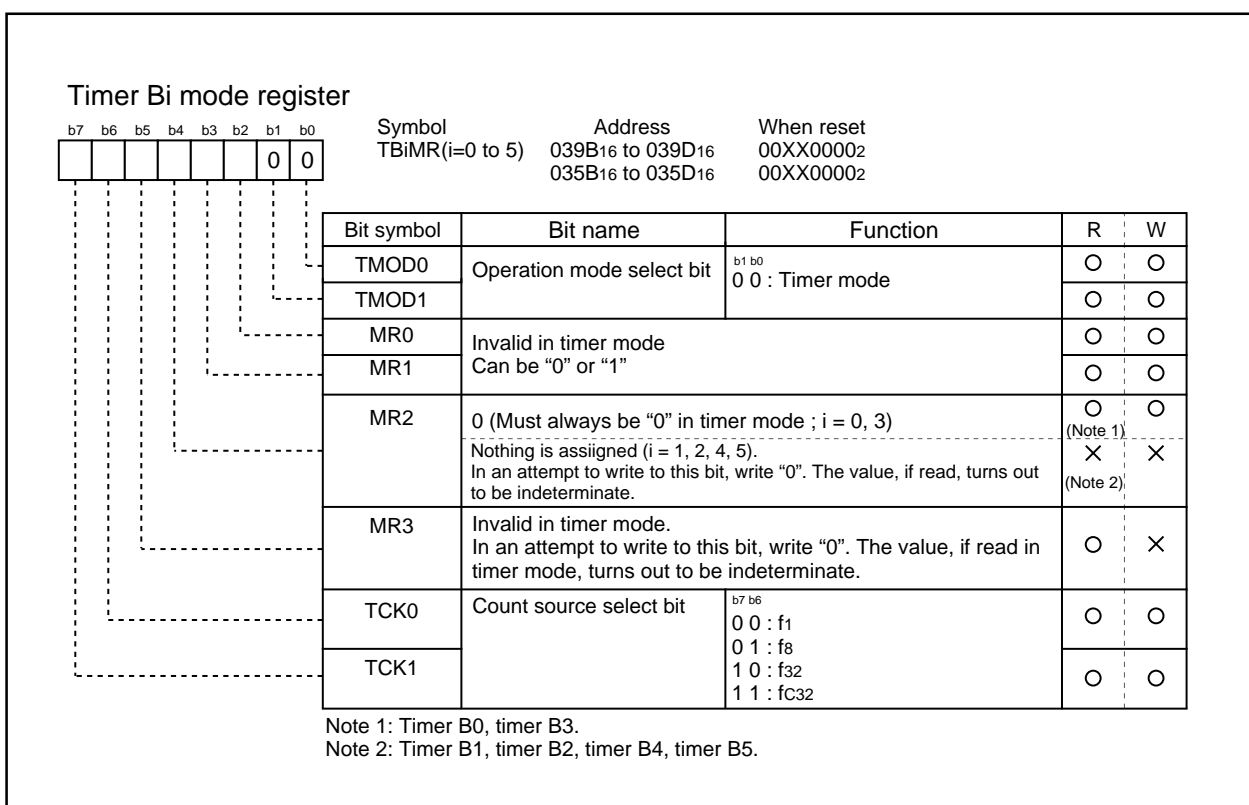 Timer Bi mode register
b7 b6 b5 b4 b3 b2 b1 b0
0 0
Symbol Address When reset
TBiMR(i=0 to 5) 039B16 to 039D16 00XX00002
035B16 to 035D16 00XX00002
Bit symbol Bit name Function R W
TMOD0 Operation mode select bit b1 b0
0 0 : Timer mode
TMOD1
MR0 Invalid in timer mode
MR1 Can be “0” or “1”
MR2 0 (Must always be “0” in timer mode ; i = 0, 3)
(Note 1)
Nothing is assiigned (i = 1, 2, 4, 5).
In an attempt to write to this bit, write “0”. The value, if read, turns out
to be indeterminate.
(Note 2)
MR3 Invalid in timer mode.
In an attempt to write to this bit, write “0”. The value, if read in
timer mode, turns out to be indeterminate.
TCK0 Count source select bit b7 b6
0 0 : f1
0 1 : f8
TCK1 1 0 : f32
1 1 : fC32
Note 1: Timer B0, timer B3.
Note 2: Timer B1, timer B2, timer B4, timer B5.